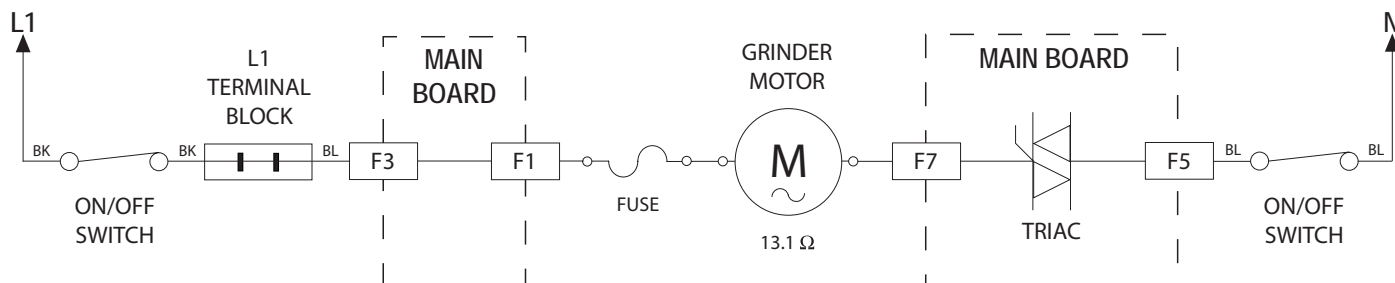 L1
N
L1
TERMINAL
BLOCK
MAIN
BOARD
GRINDER
MOTOR
MAIN BOARD
BK
BK
BL
F3
F1
M
F7
F5
BL
BL
ON/OFF
SWITCH
FUSE
13.1 Ω
TRIAC
ON/OFF
SWITCH